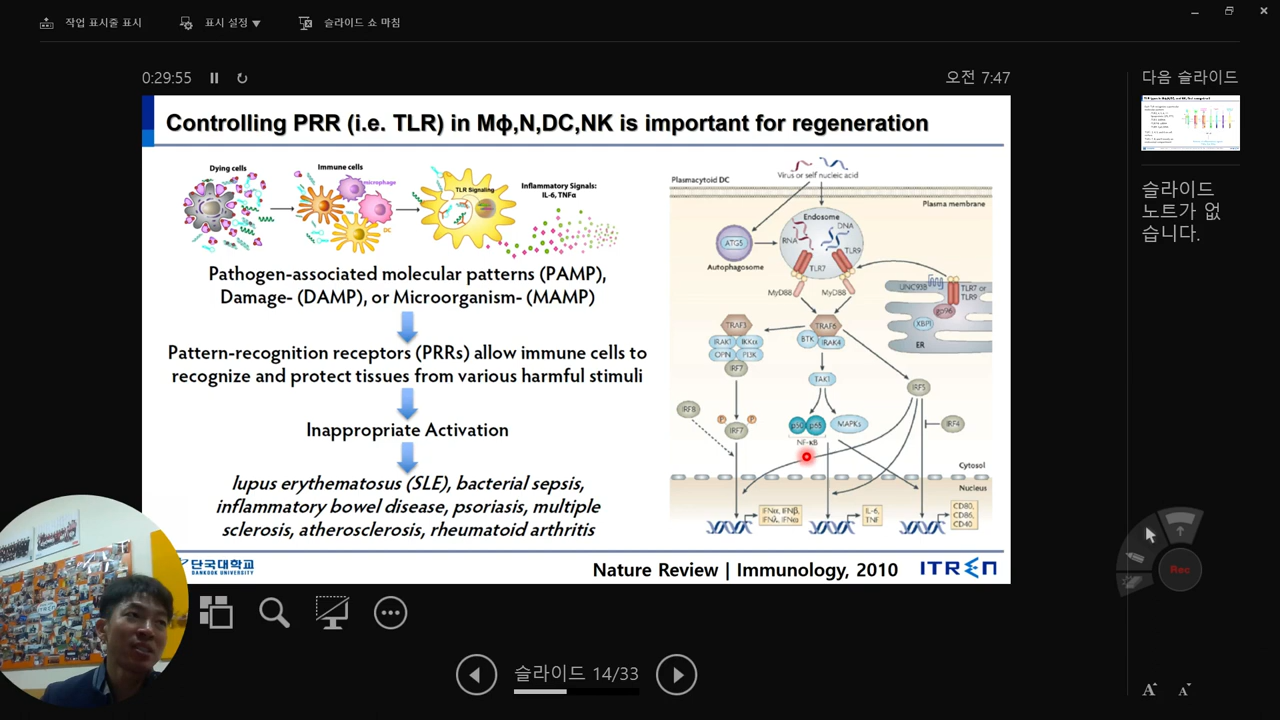 작업 표시줄 표시
표시 설정 ▼
슬라이드 쇼 마침
0:29:55
오전 7:47
다음 슬라이드
슬라이드
노트가 없
습니다.
Controlling PRR (i.e. TLR)
Mφ,N,DC,NK is important for regeneration
Dying cells
Immune cells
microphage
DC
TLR Signaling
Inflammatory Signals:
IL-6, TNFα
Pathogen-associated molecular patterns (PAMP),
Damage- (DAMP), or Microorganism- (MAMP)
Pattern-recognition receptors (PRRs) allow immune cells to
recognize and protect tissues from various harmful stimuli
Inappropriate Activation
lupus erythematosus (SLE), bacterial sepsis,
inflammatory bowel disease, psoriasis, multiple
sclerosis, atherosclerosis, rheumatoid arthritis
Plasmacytoid DC
Virus or self nucleic acid
Plasma membrane
Endosome
DNA
RNA
TLR9
TLR7
ATG5
Autophagosome
MyD88
MyD88
UNC93B
TLR7 or
TLR9
gp96
XBP1
ER
TRAF3
TRAF6
IRAK1
IKKα
OPN
PI3K
IRF7
BTK
IRAK4
TAK1
IRF5
IRF8
P
P
IRF7
p50
p65
MAPKs
NF-κB
IRF4
Cytosol
Nucleus
IFNα, IFNβ,
IL-6,
TNF
CD80,
CD86,
CD40
단국대학교
DANKOOK UNIVERSITY
Nature Review | Immunology, 2010
ITREN
Rec
슬라이드 14/33
A
A